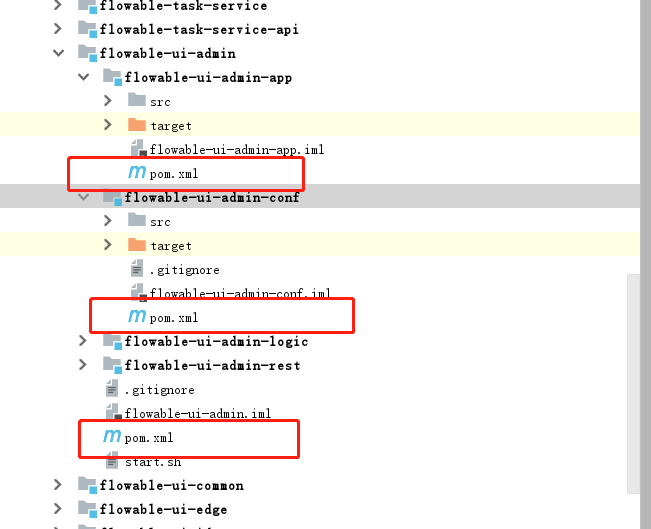 flowable-task-service
flowable-task-service-api
flowable-ui-admin
flowable-ui-admin-app
src
target
flowable-ui-admin-app.iml
pom.xml
flowable-ui-admin-conf
src
target
.gitignore
flowable-ui-admin-conf.iml
pom.xml
flowable-ui-admin-logic
flowable-ui-admin-rest
.gitignore
flowable-ui-admin.iml
pom.xml
start.sh
flowable-ui-common
flowable-ui-edge